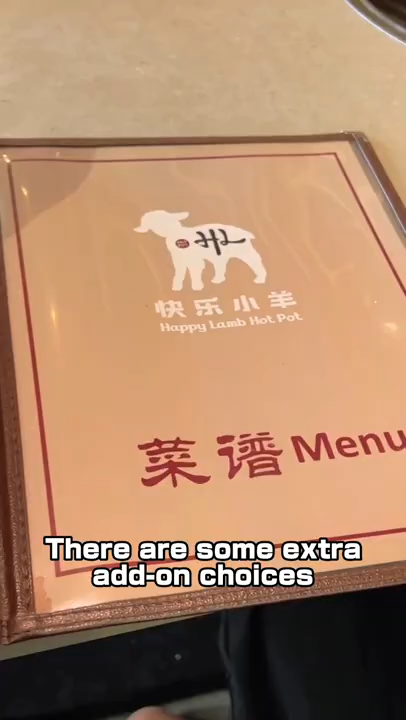 HL
快乐小羊
Happy Lamb Hot Pot
菜谱 Menu
There are some extra
add-on choices